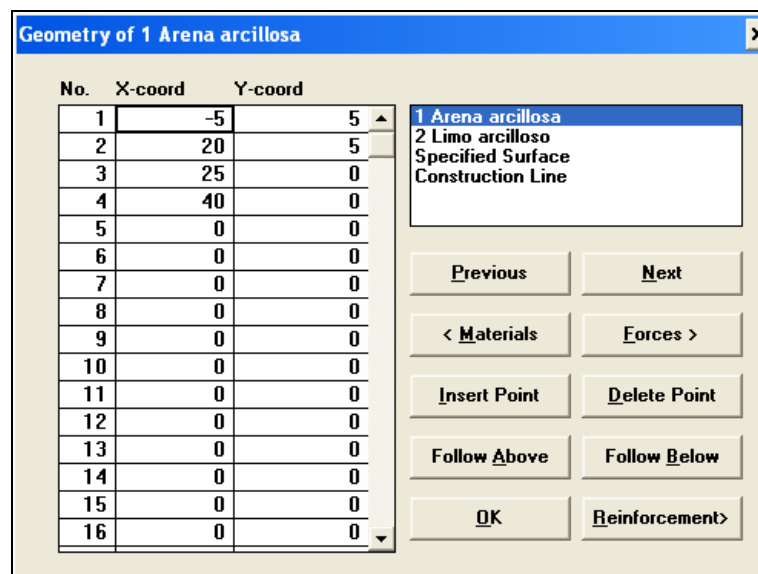 Geometry of 1 Arena arcillosa
x
No. X-coord Y-coord
1 -5 5
2 20 5
3 25 0
4 40 0
5 0 0
6 0 0
7 0 0
8 0 0
9 0 0
10 0 0
11 0 0
12 0 0
13 0 0
14 0 0
15 0 0
16 0 0
1 Arena arcillosa
2 Limo arcilloso
Specified Surface
Construction Line
Previous Next
< Materials Forces >
Insert Point Delete Point
Follow Above Follow Below
OK Reinforcement>